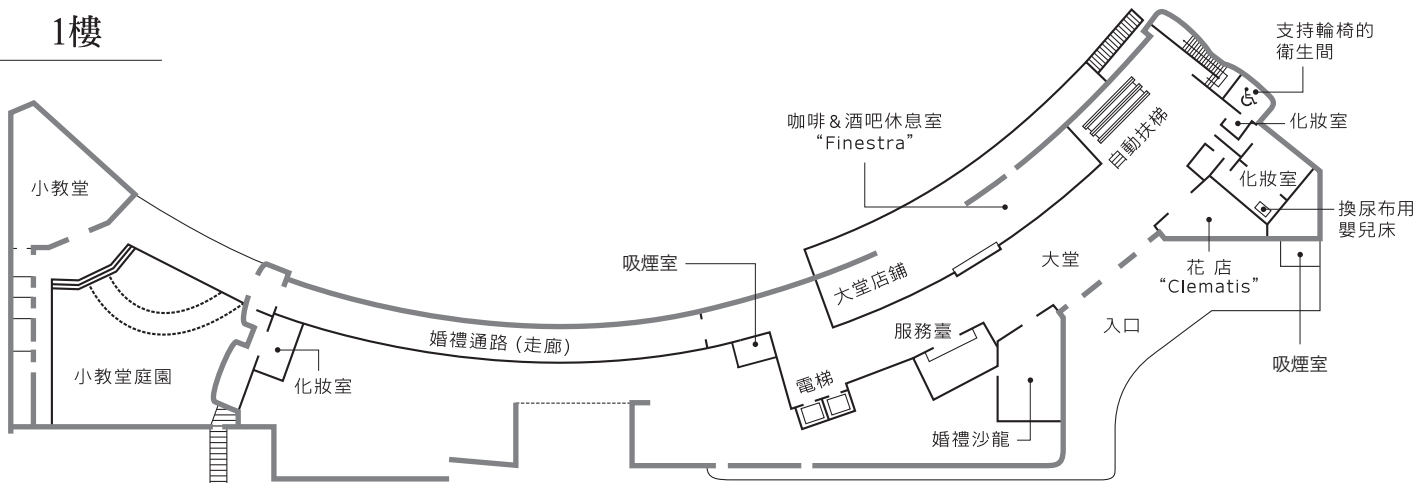 1樓
支持輪椅的
衛生間
咖啡＆酒吧休息室
“Finestra”
自動扶梯
化妝室
小教堂
化妝室
換尿布用
嬰兒床
吸煙室
大堂
大堂店鋪
花 店
“Clematis”
入口
服務臺
婚禮通路 (走廊)
吸煙室
小教堂庭園
化妝室
電梯
婚禮沙龍